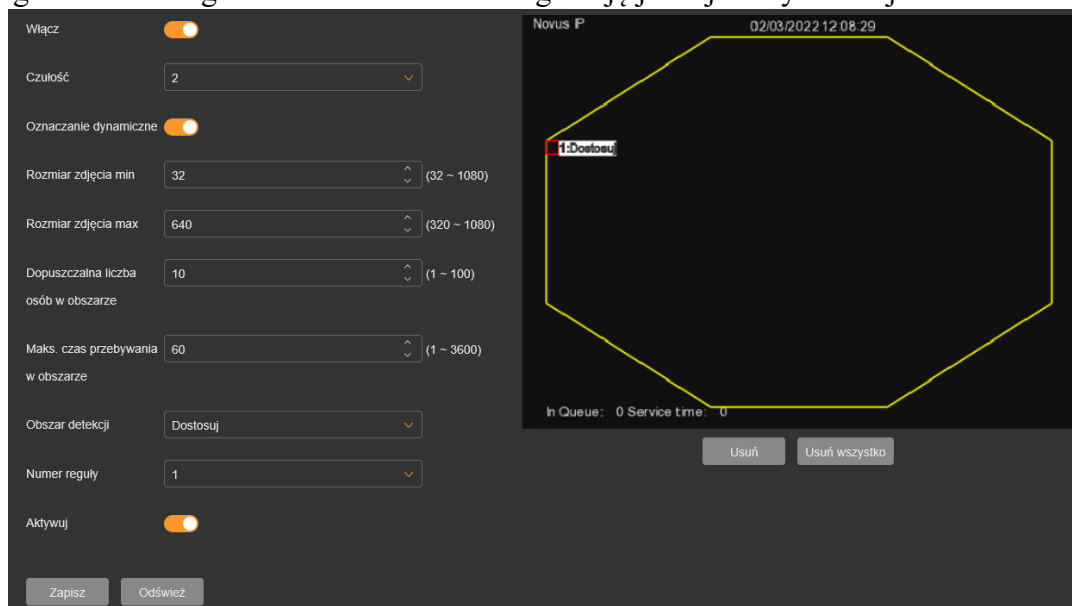 Włącz
Czułość
2
Oznaczanie dynamiczne
Rozmiar zdjęcia min
32
(32 ~ 1080)
Rozmiar zdjęcia max
640
(320 ~ 1080)
Dopuszczalna liczba
osób w obszarze
10
(1 ~ 100)
Maks. czas przebywania
w obszarze
60
(1 ~ 3600)
Obszar detekcji
Dostosuj
Numer reguły
1
Aktywuj
Zapisz
Odśwież
Novus IP
02/03/2022 12:08:29
1:Dostosuj
In Queue: 0 Service time: 0
Usuń
Usuń wszystko